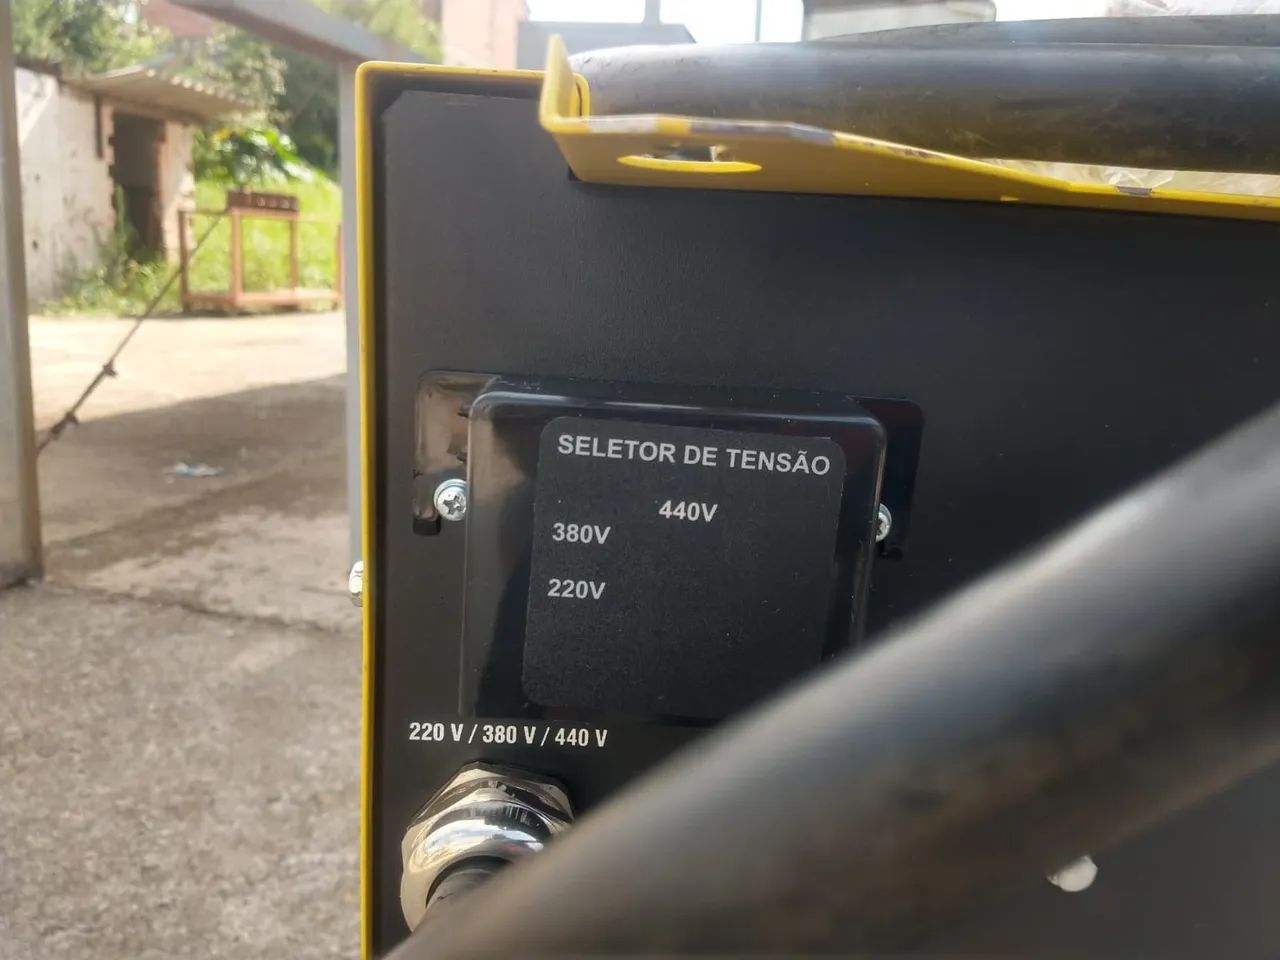 SELETOR DE TENSÃO
440V
380V
220V
220 V / 380 V / 440 V